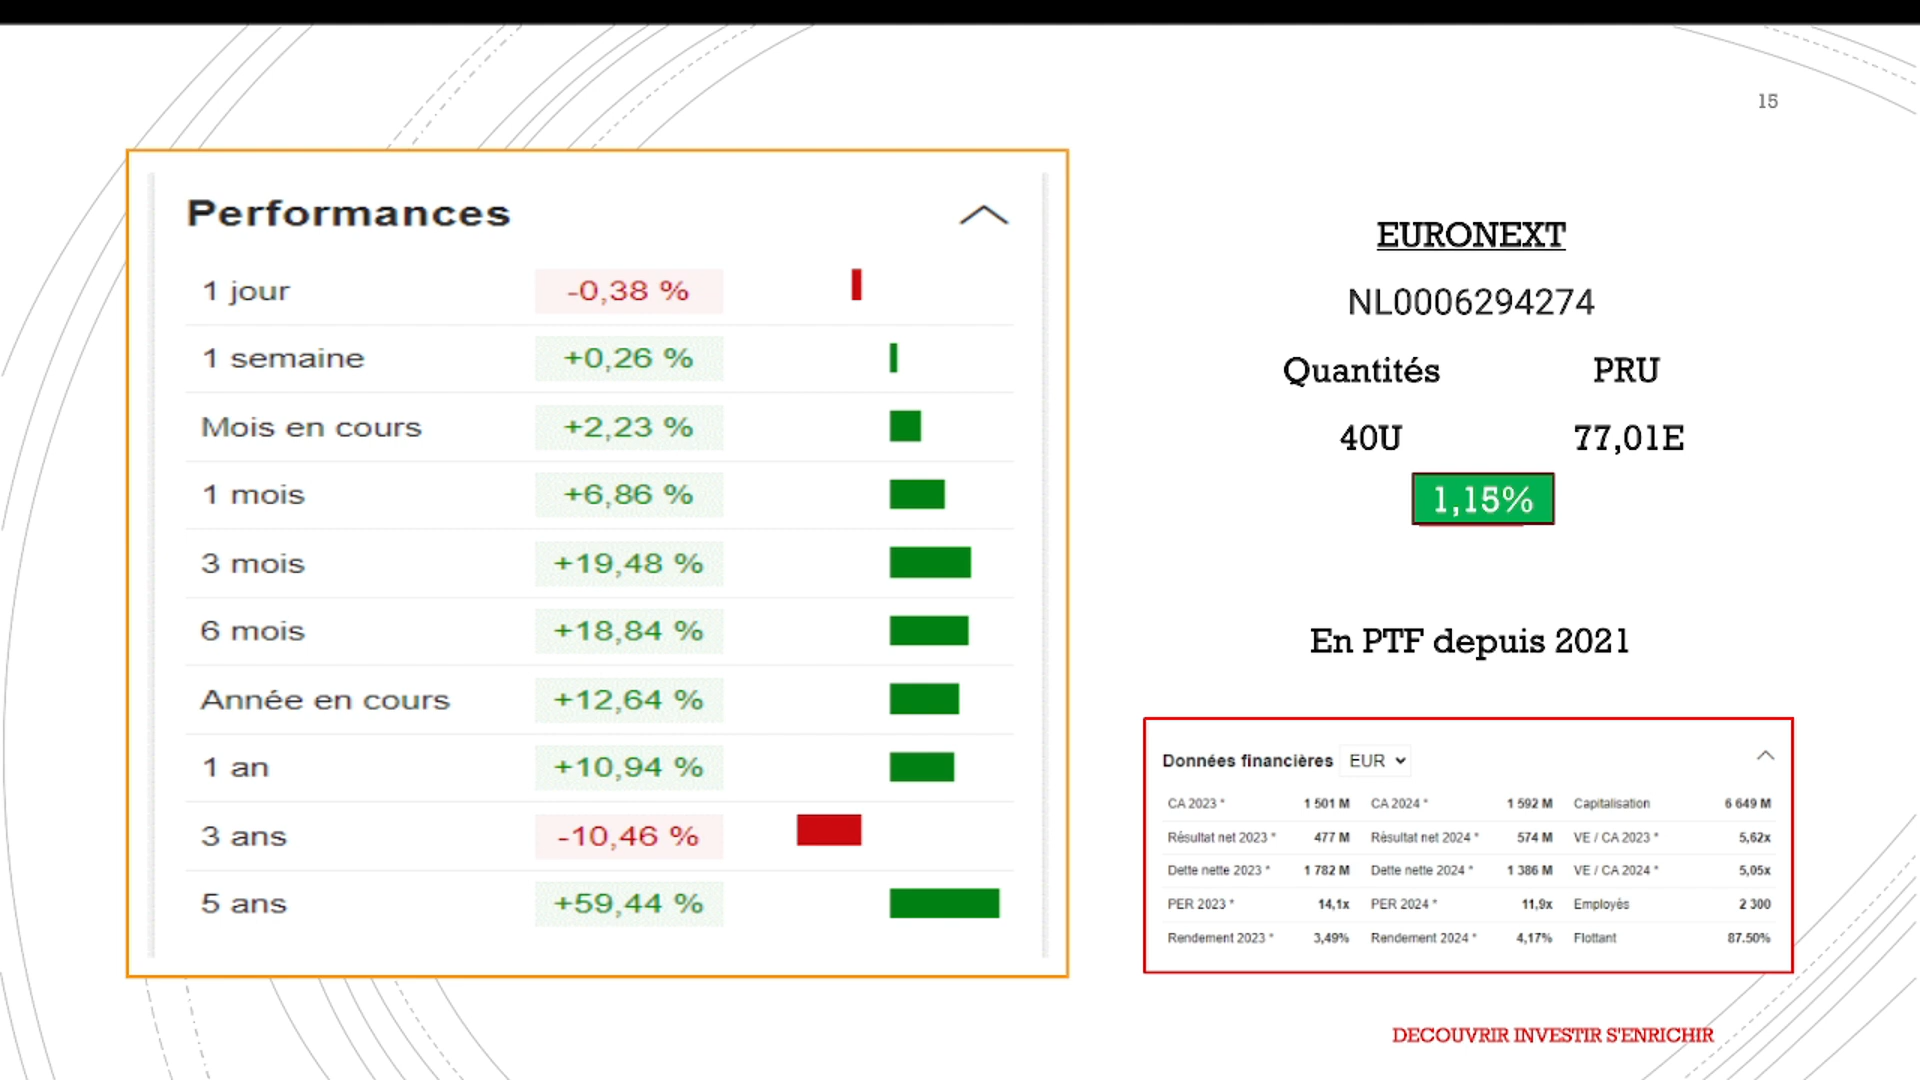 15
Performances
1 jour -0,38 %
1 semaine +0,26 %
Mois en cours +2,23 %
1 mois +6,86 %
3 mois +19,48 %
6 mois +18,84 %
Année en cours +12,64 %
1 an +10,94 %
3 ans -10,46 %
5 ans +59,44 %
EURONEXT
NL0006294274
Quantités PRU
40U 77,01E
1,15%
En PTF depuis 2021
Données financières EUR
CA 2023 * 1 501 M CA 2024 * 1 592 M Capitalisation 6 649 M
Résultat net 2023 * 477 M Résultat net 2024 * 574 M VE / CA 2023 * 5,62x
Dette nette 2023 * 1 782 M Dette nette 2024 * 1 386 M VE / CA 2024 * 5,05x
PER 2023 * 14,1x PER 2024 * 11,9x Employés 2 300
Rendement 2023 * 3,49% Rendement 2024 * 4,17% Flottant 87.50%
DECOUVRIR INVESTIR S'ENRICHIR